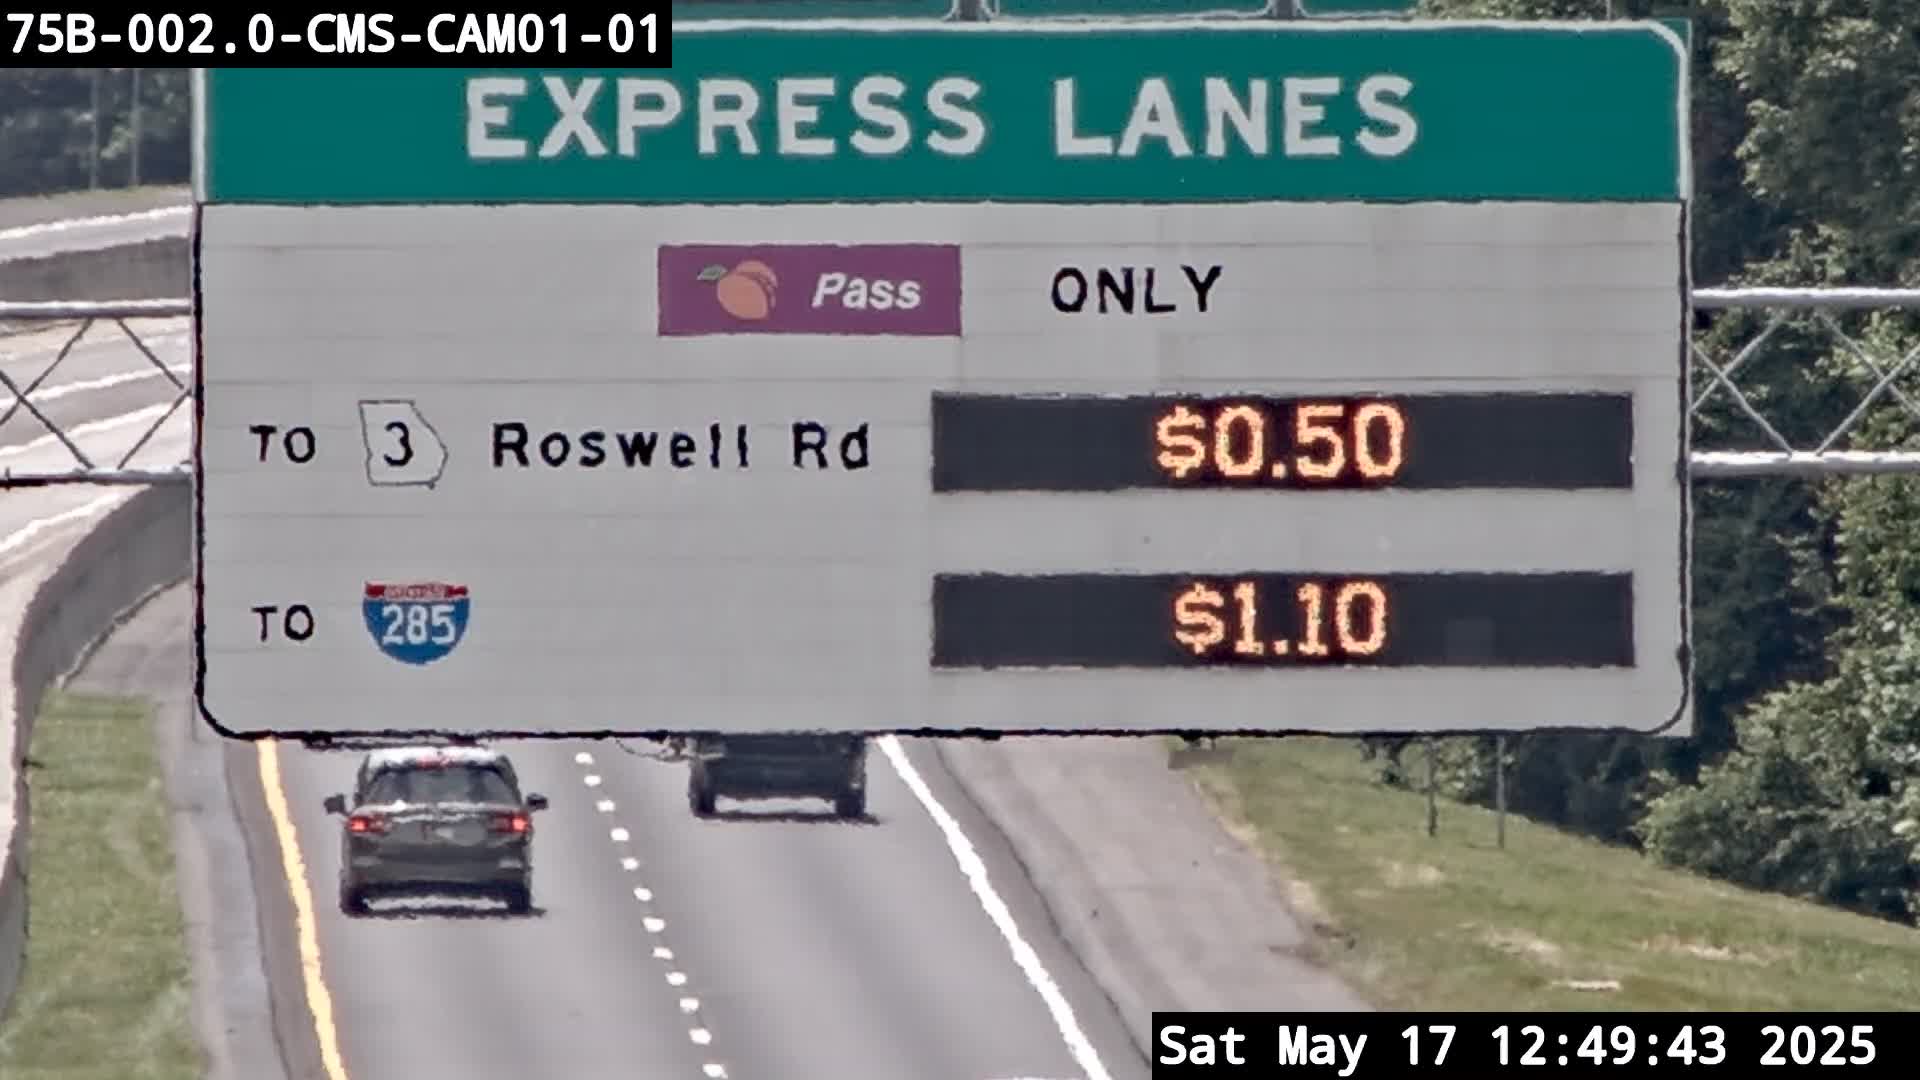 75B-002.0-CMS-CAM01-01
EXPRESS LANES
Pass ONLY
TO 3 Roswell Rd $0.50
TO 285 $1.10
Sat May 17 12:49:43 2025